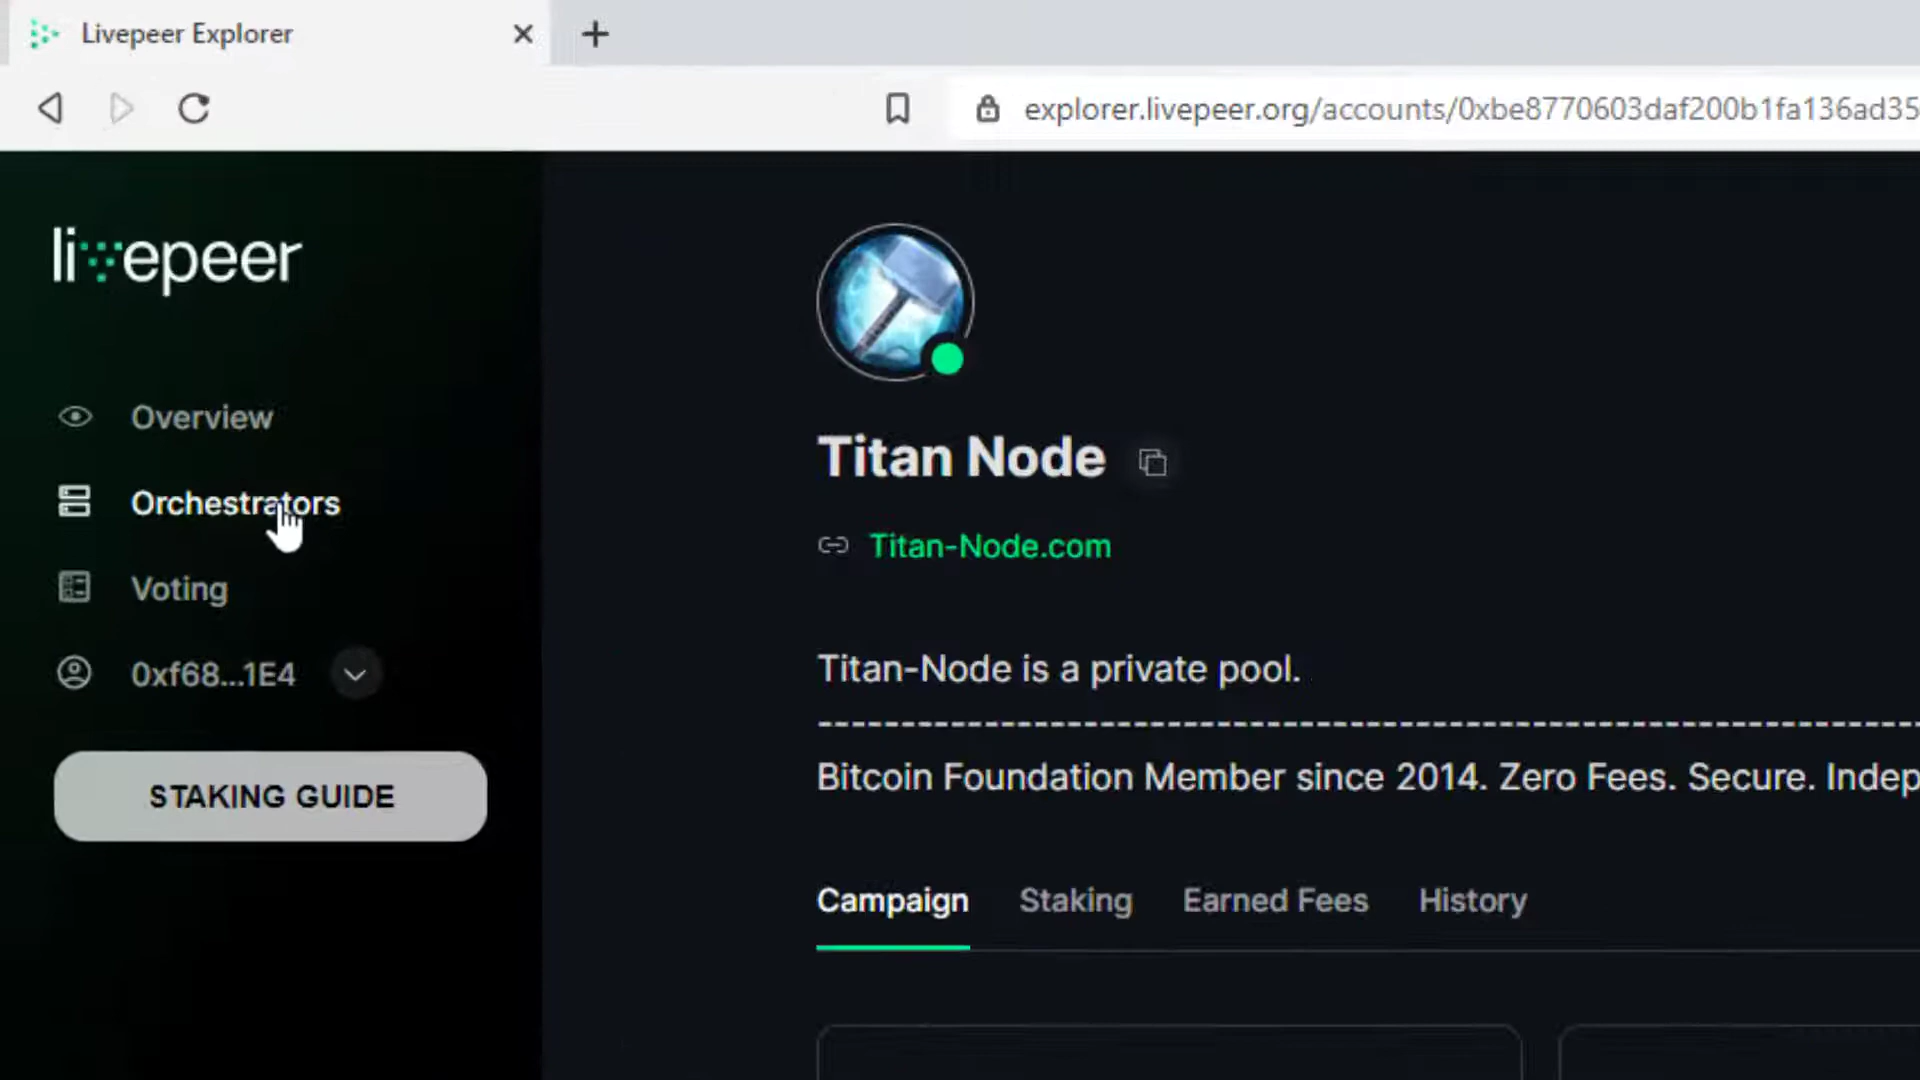 Livepeer Explorer
explorer.livepeer.org/accounts/0xbe8770603daf200b1fa136ad35
livepeer
Overview
Orchestrators
Voting
0xf68...1E4
STAKING GUIDE
Titan Node
Titan-Node.com
Titan-Node is a private pool.
--------------------------------------------------------------------
Bitcoin Foundation Member since 2014. Zero Fees. Secure. Indep
Campaign Staking Earned Fees History